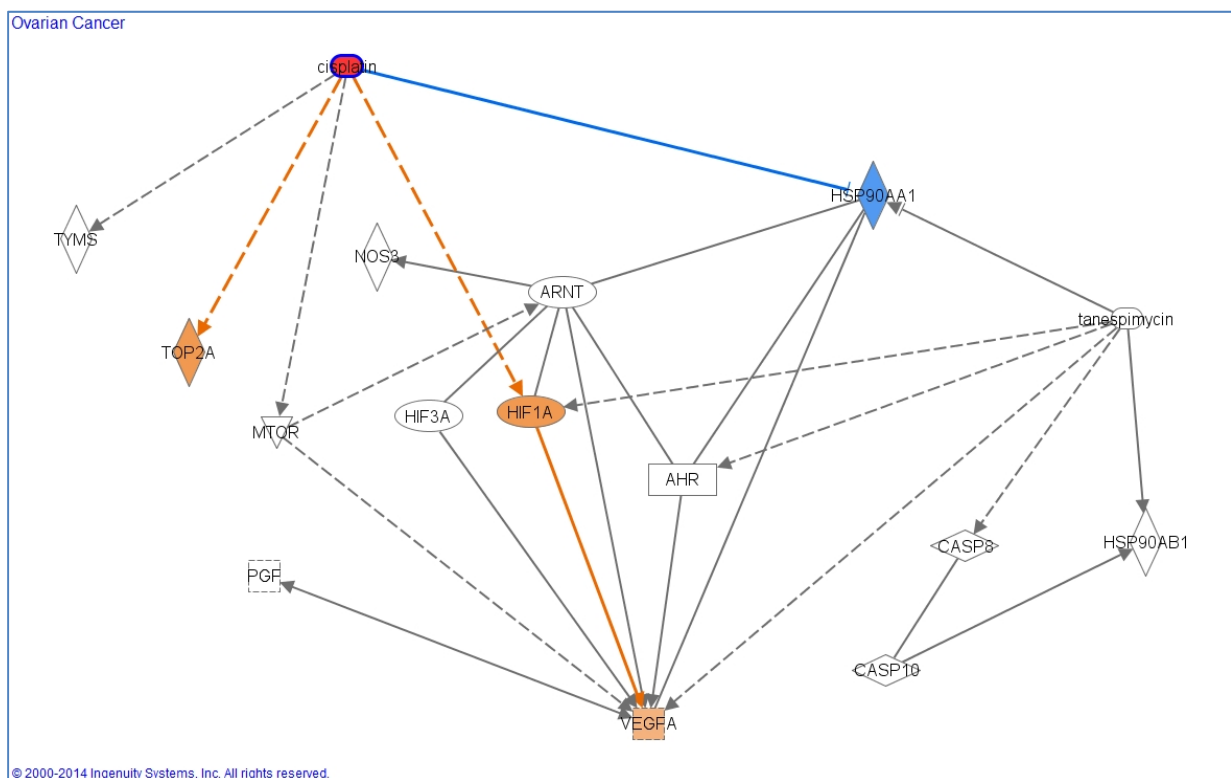 Ovarian Cancer
cisplatin
HSP90AA1
TYMS
NOS3
ARNT
tanespimycin
TOP2A
HIF3A
HIF1A
MTOR
AHR
CASP8
HSP90AB1
PGF
CASP10
VEGFA
© 2000-2014 Ingenuity Systems, Inc. All rights reserved.